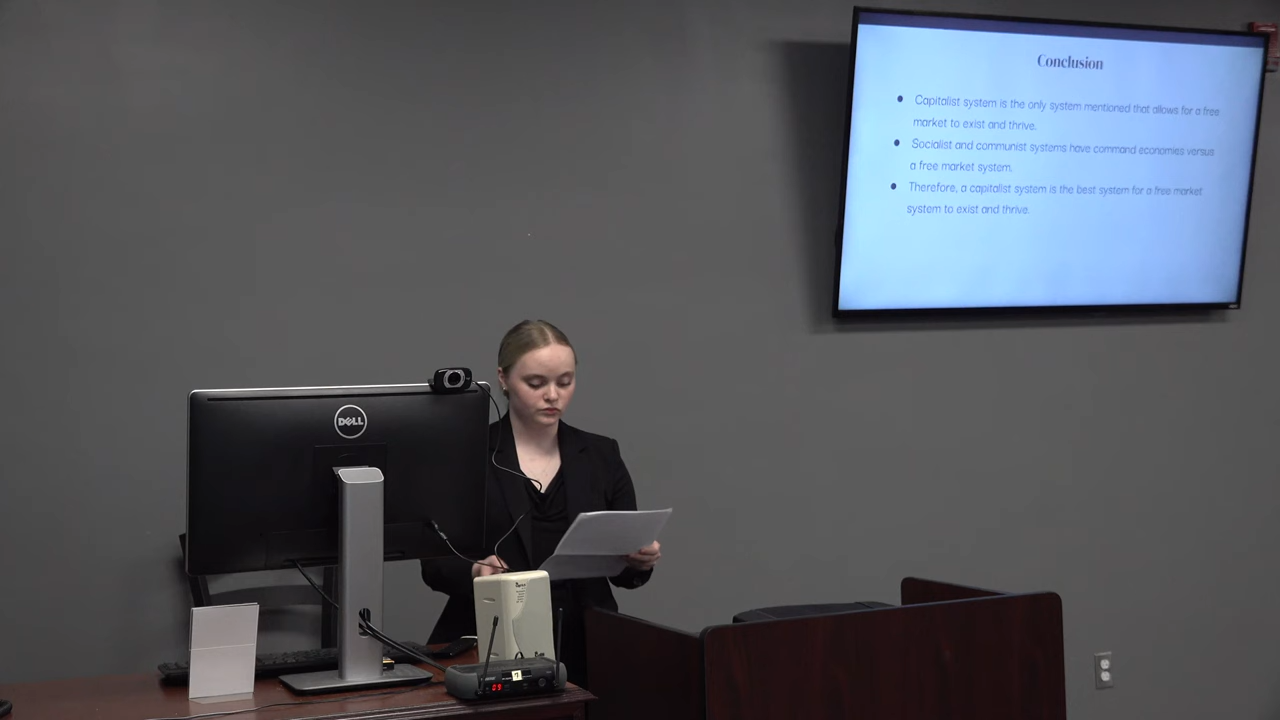 Conclusion
● Capitalist system is the only system mentioned that allows for a free
market to exist and thrive.
● Socialist and communist systems have command economies versus
a free market system.
● Therefore, a capitalist system is the best system for a free market
system to exist and thrive.
DELL
09